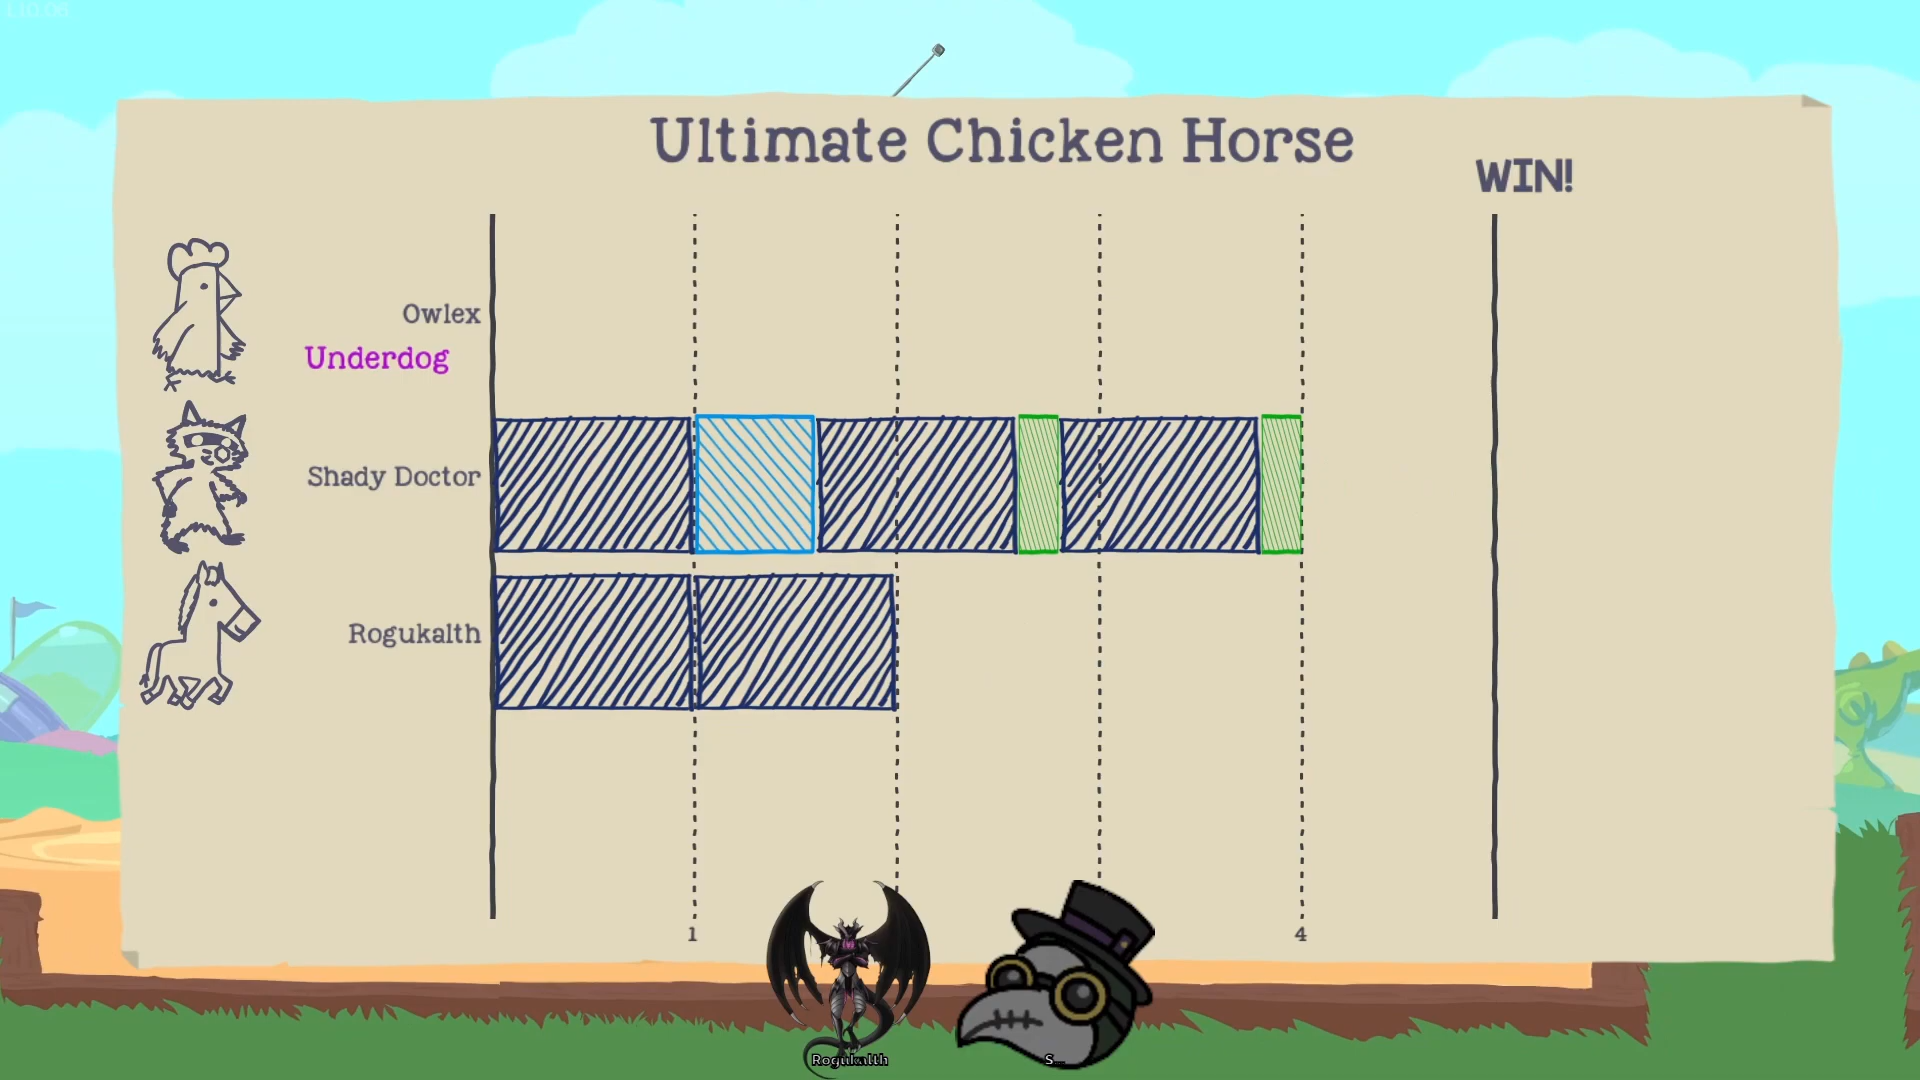 Ultimate Chicken Horse
WIN!
Owlex
Underdog
Shady Doctor
Rogukalth
1
4
Rogukalth
S...